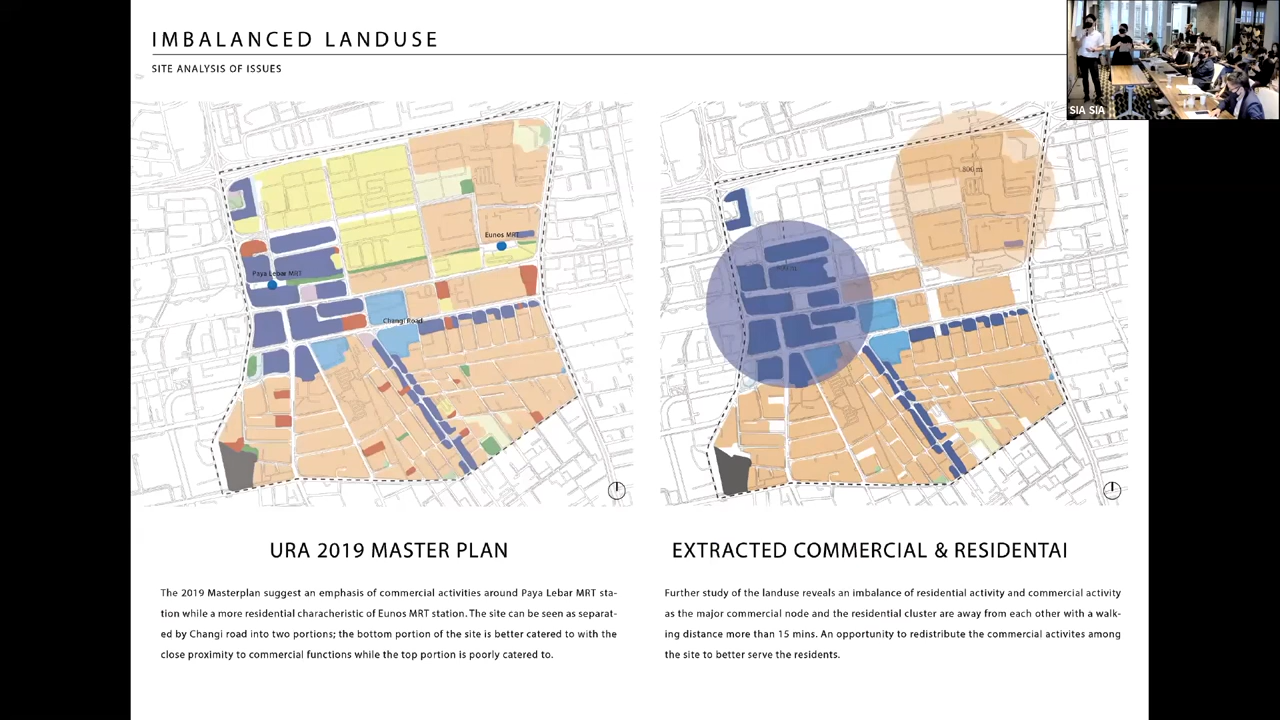 IMBALANCED LANDUSE
SITE ANALYSIS OF ISSUES
SIA SIA
Eunos MRT
Paya Lebar MRT
Changi Road
800 m
URA 2019 MASTER PLAN
The 2019 Masterplan suggest an emphasis of commercial activities around Paya Lebar MRT sta-
tion while a more residential characheristic of Eunos MRT station. The site can be seen as separat-
ed by Changi road into two portions; the bottom portion of the site is better catered to with the
close proximity to commercial functions while the top portion is poorly catered to.
EXTRACTED COMMERCIAL & RESIDENTAI
Further study of the landuse reveals an imbalance of residential activity and commercial activity
as the major commercial node and the residential cluster are away from each other with a walk-
ing distance more than 15 mins. An opportunity to redistribute the commercial activites among
the site to better serve the residents.